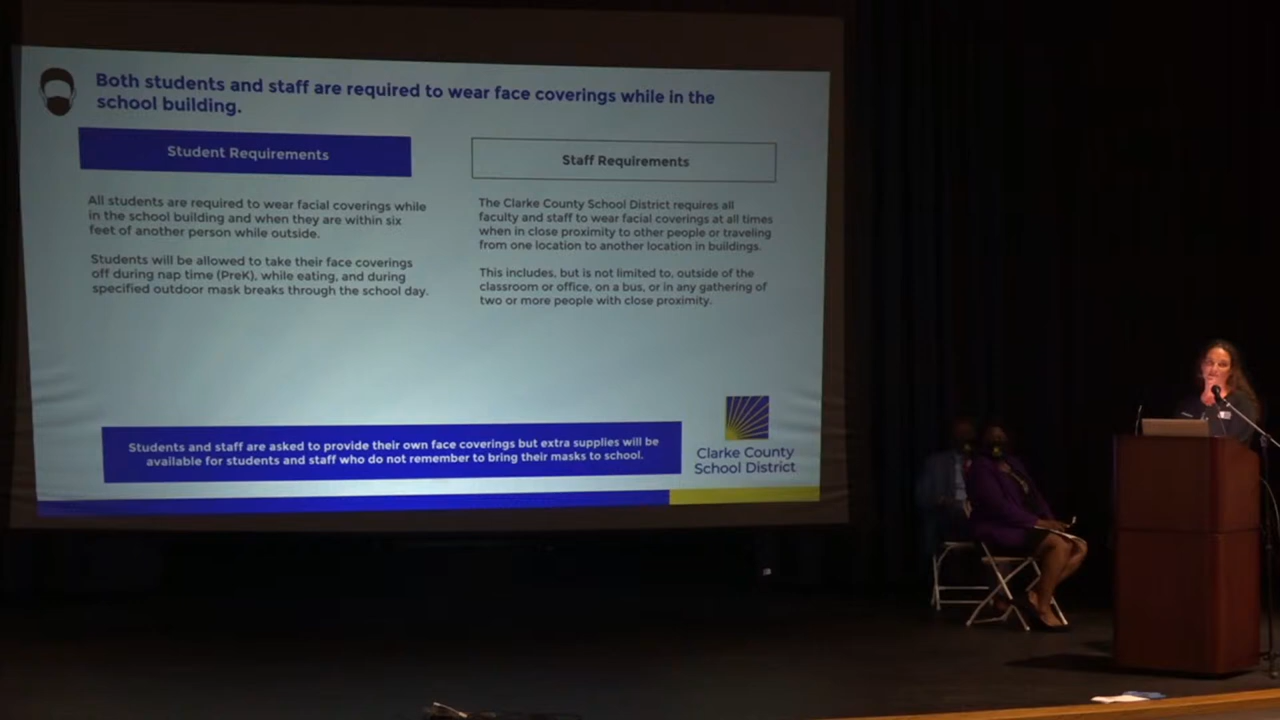 Both students and staff are required to wear face coverings while in the
school building.
Student Requirements
All students are required to wear facial coverings while
in the school building and when they are within six
feet of another person while outside.
Students will be allowed to take their face coverings
off during nap time (PreK), while eating, and during
specified outdoor mask breaks through the school day.
Staff Requirements
The Clarke County School District requires all
faculty and staff to wear facial coverings at all times
when in close proximity to other people or traveling
from one location to another location in buildings.
This includes, but is not limited to, outside of the
classroom or office, on a bus, or in any gathering of
two or more people with close proximity.
Students and staff are asked to provide their own face coverings but extra supplies will be
available for students and staff who do not remember to bring their masks to school.
Clarke County
School District